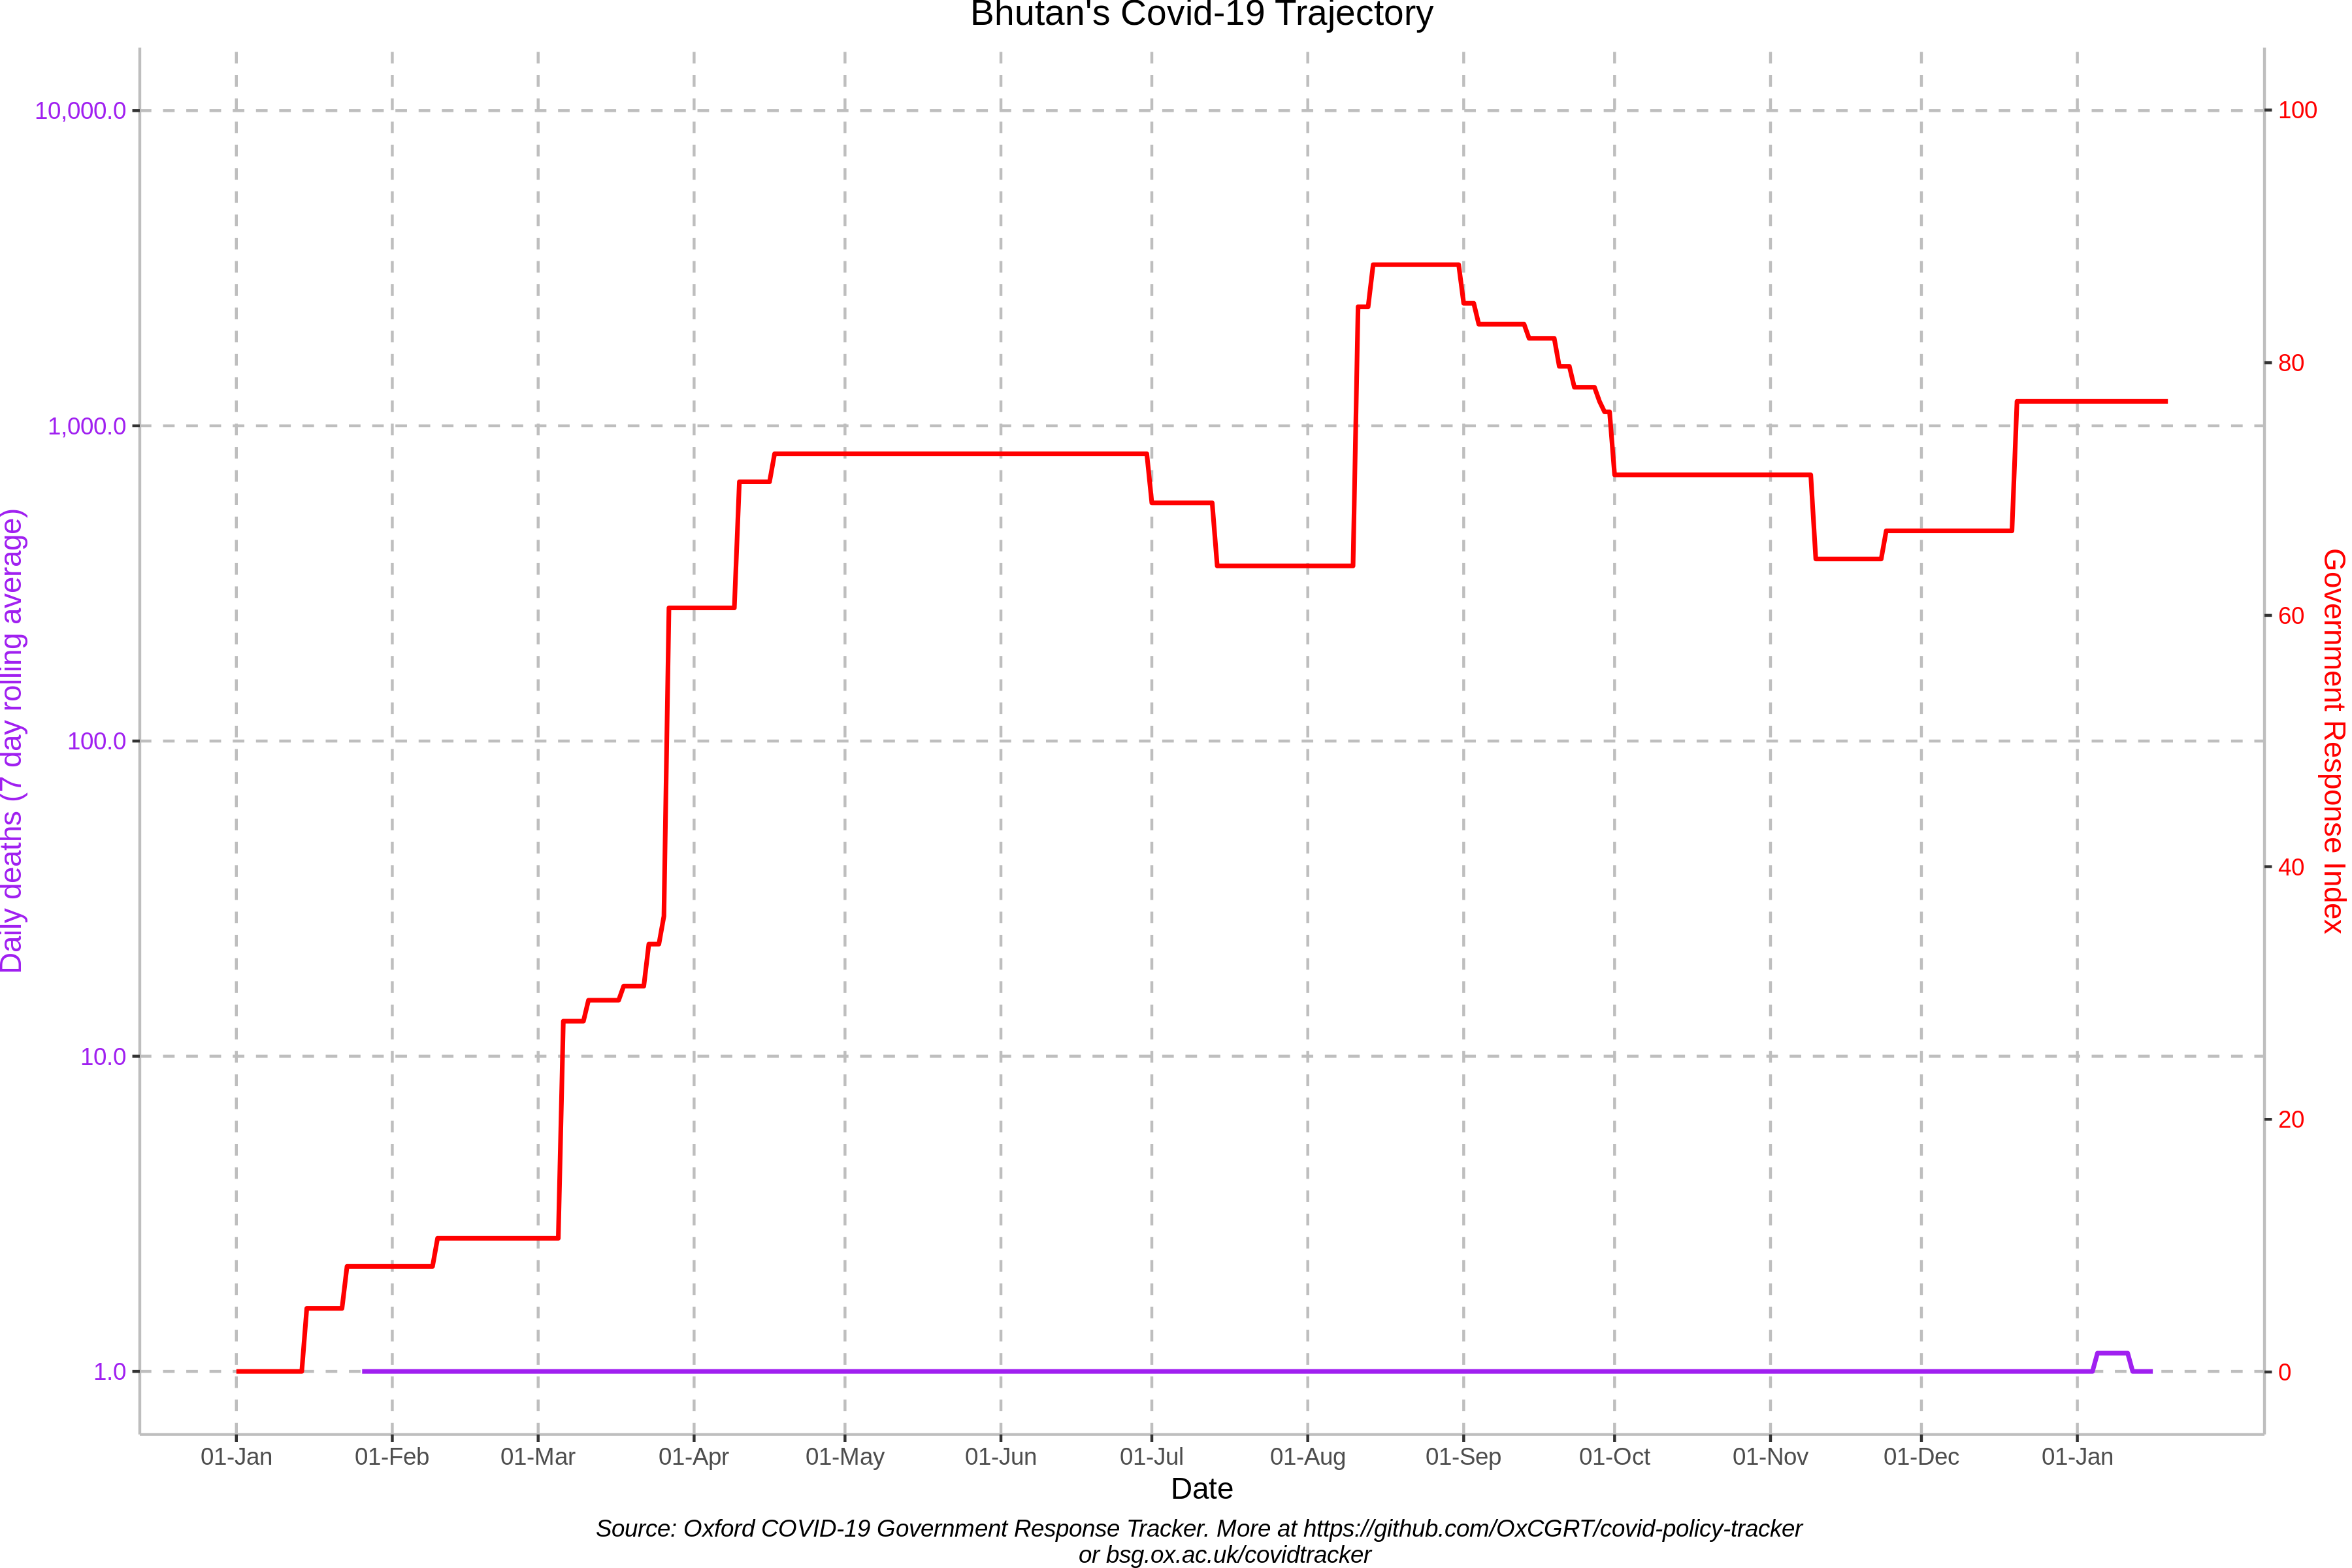 Bhutan's Covid-19 Trajectory
10,000.0
1,000.0
100.0
10.0
1.0
Daily deaths (7 day rolling average)
100
80
60
40
20
0
Government Response Index
01-Jan
01-Feb
01-Mar
01-Apr
01-May
01-Jun
01-Jul
01-Aug
01-Sep
01-Oct
01-Nov
01-Dec
01-Jan
Date
Source: Oxford COVID-19 Government Response Tracker. More at https://github.com/OxCGRT/covid-policy-tracker
or bsg.ox.ac.uk/covidtracker